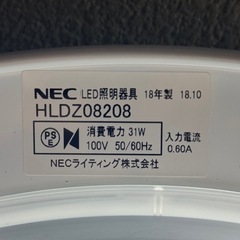 NEC LED照明器具 18年製 18.10
HLDZ08208
PSE 消費電力 31W 入力電流
100V 50/60Hz 0.60A
NECライティング株式会社